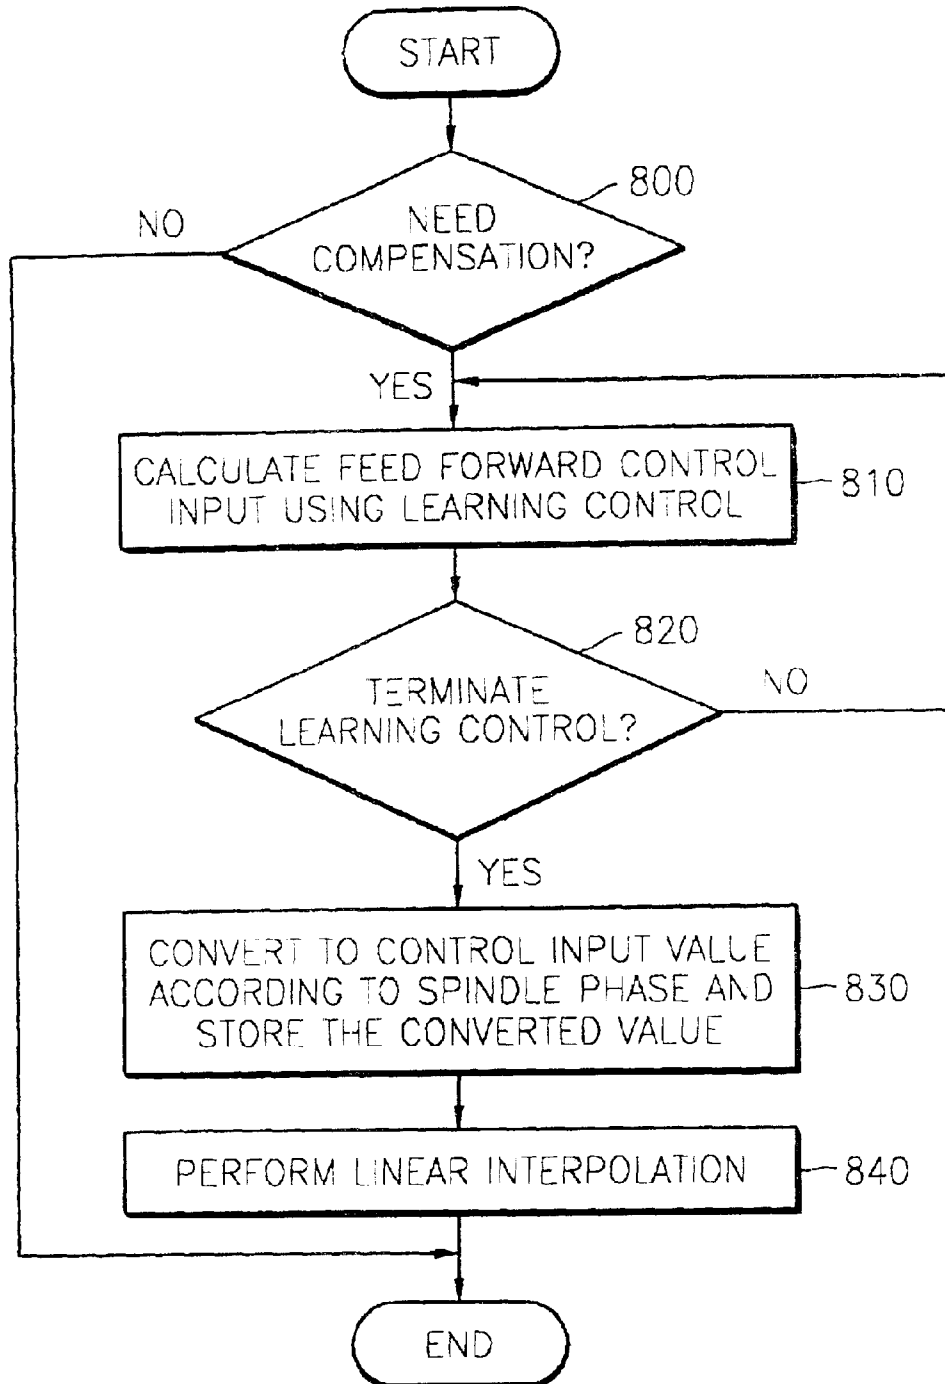 START
800
NEED
COMPENSATION?
NO
YES
CALCULATE FEED FORWARD CONTROL
INPUT USING LEARNING CONTROL
810
820
TERMINATE
LEARNING CONTROL?
NO
YES
CONVERT TO CONTROL INPUT VALUE
ACCORDING TO SPINDLE PHASE AND
STORE THE CONVERTED VALUE
830
PERFORM LINEAR INTERPOLATION
840
END